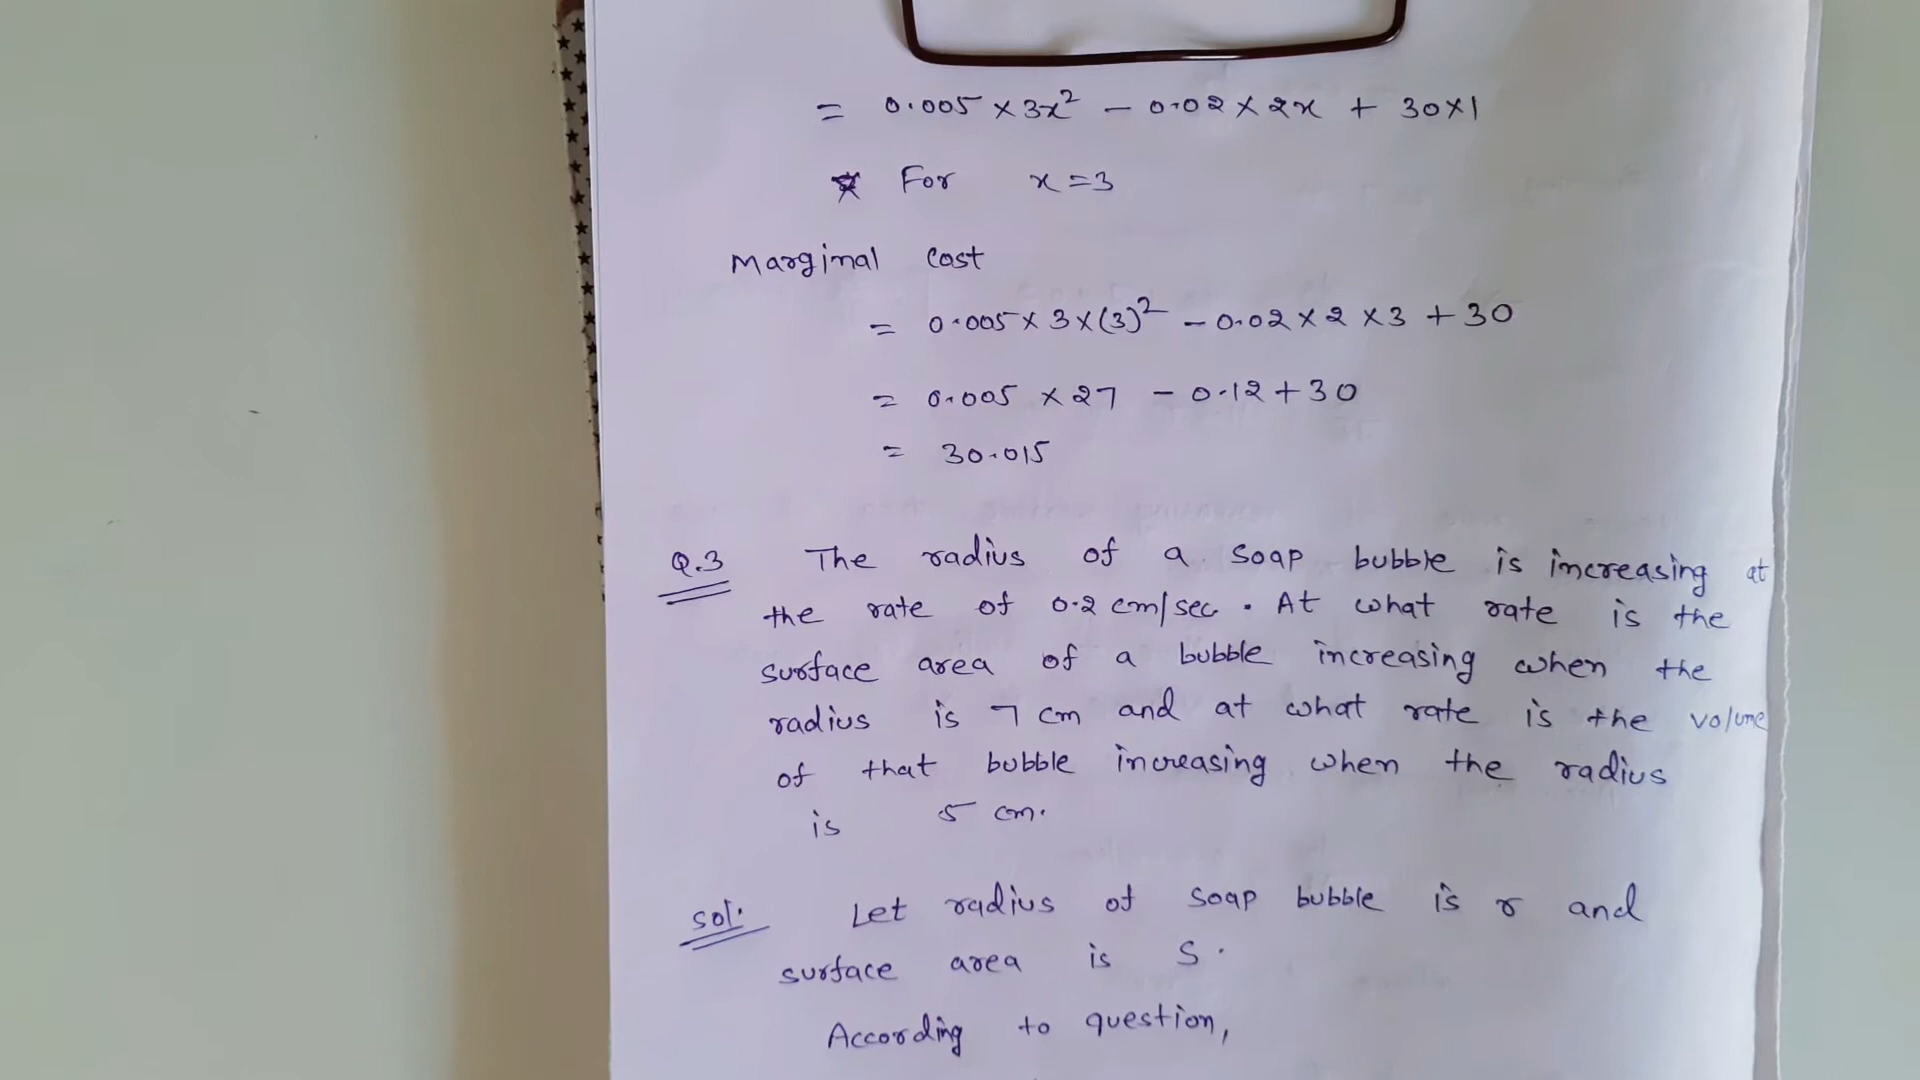 = 0.005 × 3x² - 0.02 × 2x + 30×1
* For x = 3
Marginal cost
= 0.005 × 3 × (3)² - 0.02 × 2 × 3 + 30
= 0.005 × 27 - 0.12 + 30
= 30.015
Q.3 The radius of a soap bubble is increasing at
the rate of 0.2 cm/sec. At what rate is the
surface area of a bubble increasing when the
radius is 7 cm and at what rate is the volume
of that bubble increasing when the radius
is 5 cm.
Sol. Let radius of soap bubble is r and
surface area is S.
According to question,